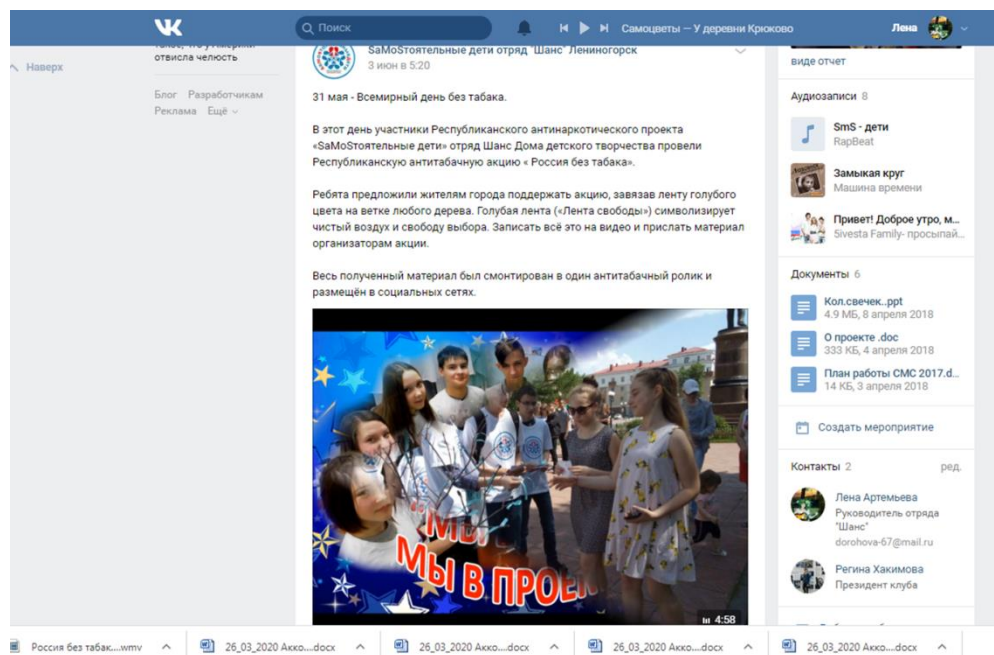 Поиск
Самоцветы – У деревни Крюково
Лена
Наверх
отвисла челюсть
Блог Разработчикам
Реклама Ещё
SaMoSтоятельные дети отряд "Шанс" Лениногорск
3 июн в 5:20
31 мая - Всемирный день без табака.
В этот день участники Республиканского антинаркотического проекта
«SaMoSтоятельные дети» отряд Шанс Дома детского творчества провели
Республиканскую антитабачную акцию « Россия без табака».
Ребята предложили жителям города поддержать акцию, завязав ленту голубого
цвета на ветке любого дерева. Голубая лента («Лента свободы») символизирует
чистый воздух и свободу выбора. Записать всё это на видео и прислать материал
организаторам акции.
Весь полученный материал был смонтирован в один антитабачный ролик и
размещён в социальных сетях.
МЫ В ПРОЕК
4:58
виде отчет
Аудиозаписи 8
SmS - дети
RapBeat
Замыкая круг
Машина времени
Привет! Доброе утро, м...
5ivesta Family- просыпай...
Документы 6
Кол.свечек..ppt
4.9 МБ, 8 апреля 2018
О проекте .doc
333 КБ, 4 апреля 2018
План работы СМС 2017.d...
14 КБ, 3 апреля 2018
Создать мероприятие
Контакты 2 ред.
Лена Артемьева
Руководитель отряда
"Шанс"
dorohova-67@mail.ru
Регина Хакимова
Президент клуба
Россия без табак....wmv
26_03_2020 Акко....docx
26_03_2020 Акко....docx
26_03_2020 Акко....docx
26_03_2020 Акко....docx